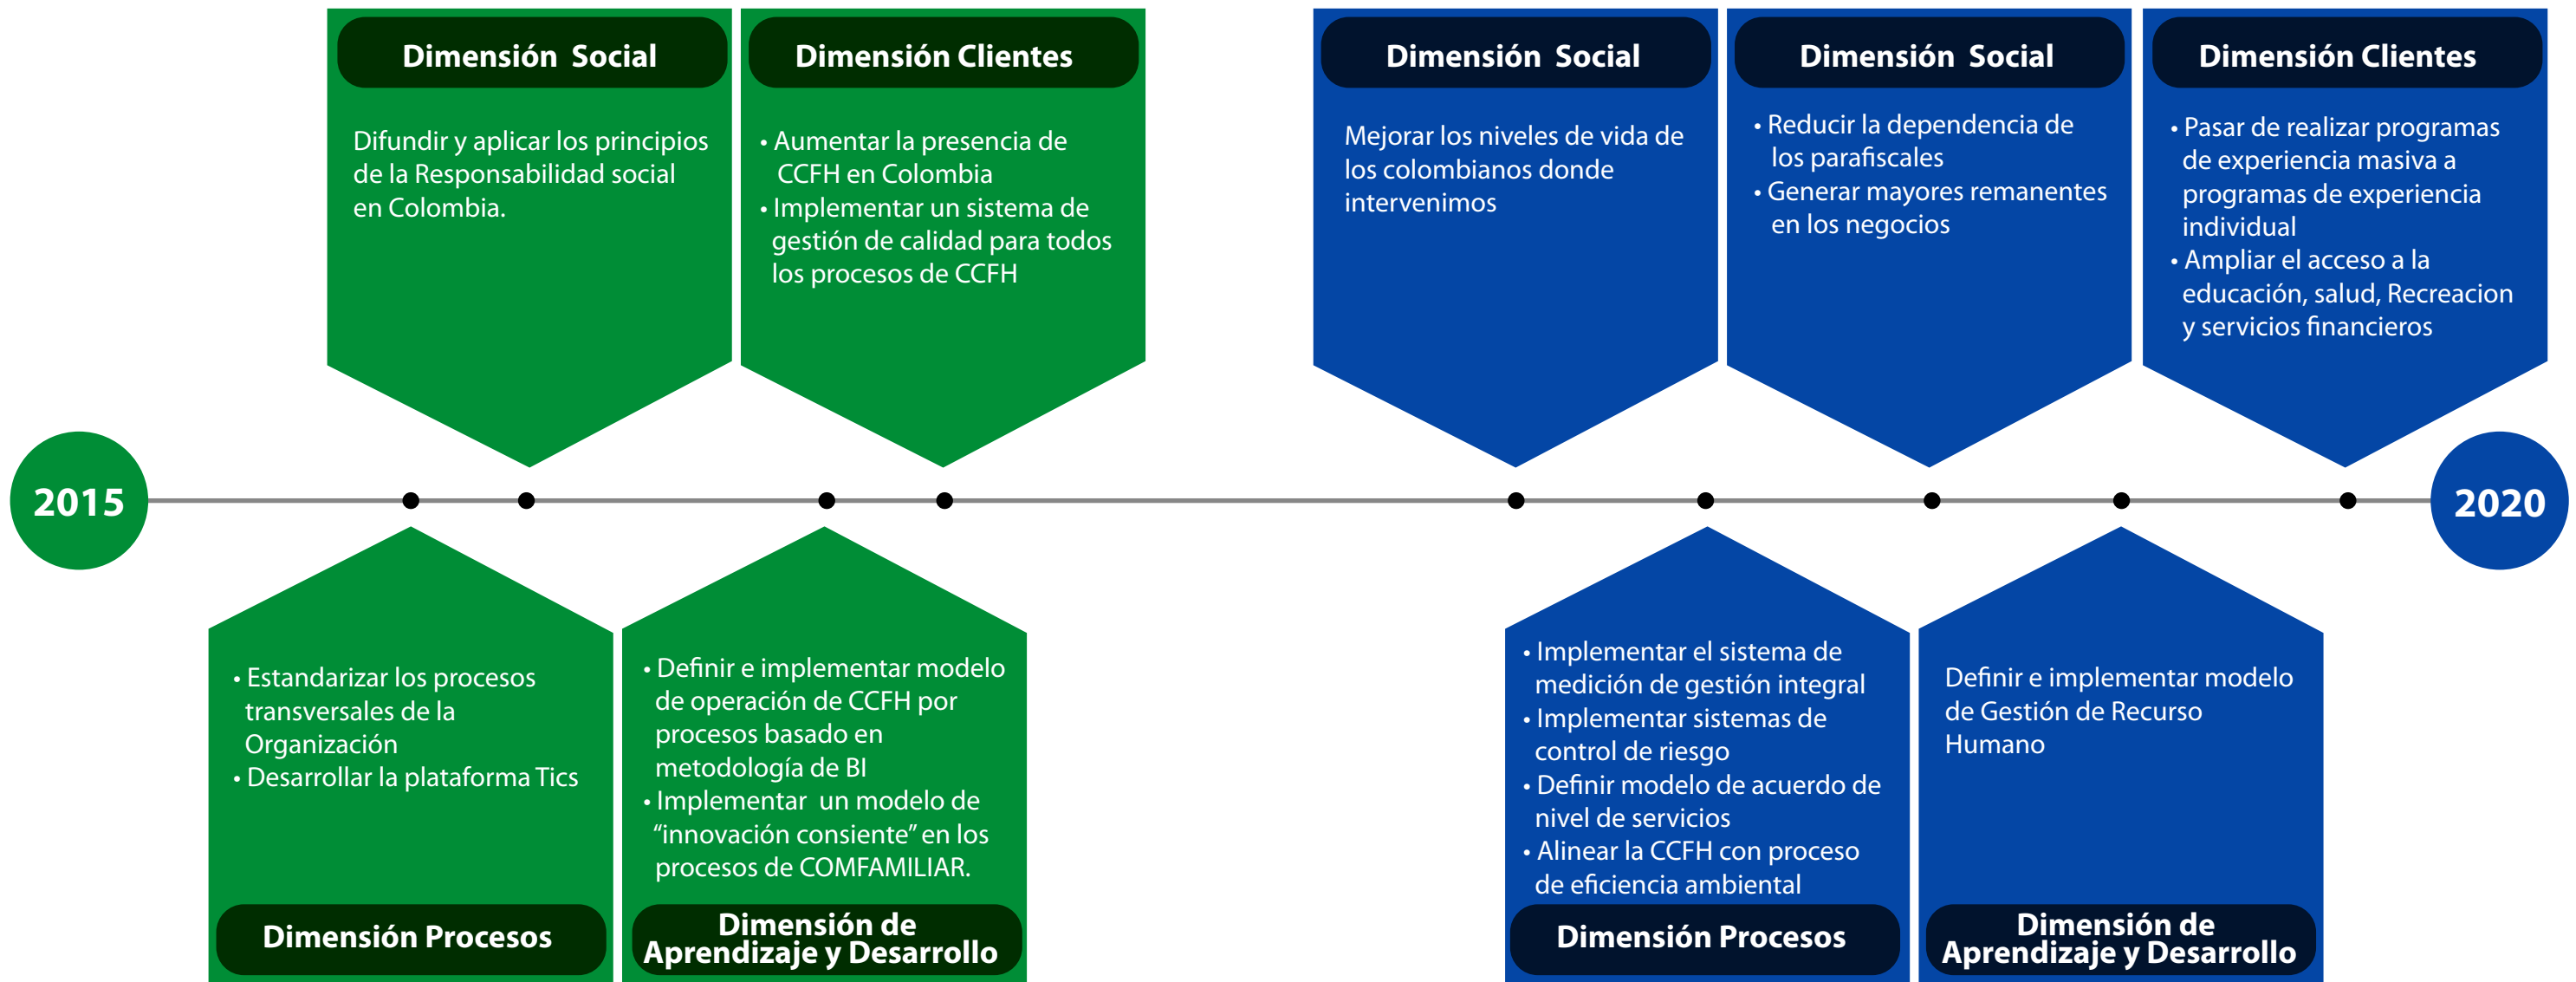 Dimensión Social
Difundir y aplicar los principios
de la Responsabilidad social
en Colombia.
Dimensión Clientes
• Aumentar la presencia de
CCFH en Colombia
• Implementar un sistema de
gestión de calidad para todos
los procesos de CCFH
Dimensión Social
Mejorar los niveles de vida de
los colombianos donde
intervenimos
Dimensión Social
• Reducir la dependencia de
los parafiscales
• Generar mayores remanentes
en los negocios
Dimensión Clientes
• Pasar de realizar programas
de experiencia masiva a
programas de experiencia
individual
• Ampliar el acceso a la
educación, salud, Recreacion
y servicios financieros
2015
2020
• Estandarizar los procesos
transversales de la
Organización
• Desarrollar la plataforma Tics
Dimensión Procesos
• Definir e implementar modelo
de operación de CCFH por
procesos basado en
metodología de BI
• Implementar un modelo de
“innovación consiente” en los
procesos de COMFAMILIAR.
Dimensión de
Aprendizaje y Desarrollo
• Implementar el sistema de
medición de gestión integral
• Implementar sistemas de
control de riesgo
• Definir modelo de acuerdo de
nivel de servicios
• Alinear la CCFH con proceso
de eficiencia ambiental
Dimensión Procesos
Definir e implementar modelo
de Gestión de Recurso
Humano
Dimensión de
Aprendizaje y Desarrollo